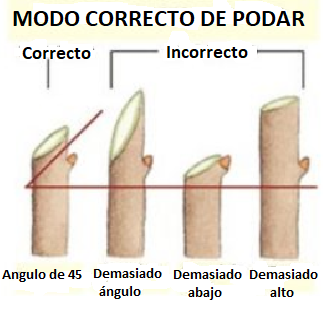 MODO CORRECTO DE PODAR
Correcto
Incorrecto
Angulo de 45
Demasiado
ángulo
Demasiado
abajo
Demasiado
alto